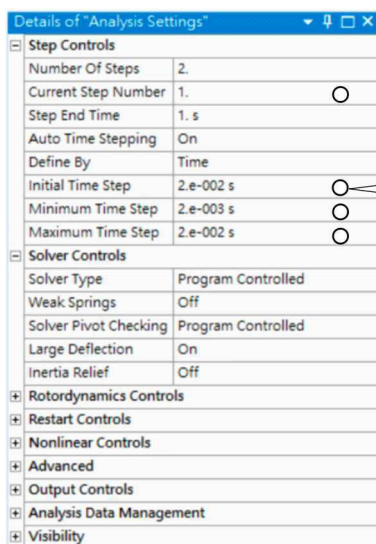 Details of "Analysis Settings"
Step Controls
Number Of Steps 2.
Current Step Number 1.
Step End Time 1. s
Auto Time Stepping On
Define By Time
Initial Time Step 2.e-002 s
Minimum Time Step 2.e-003 s
Maximum Time Step 2.e-002 s
Solver Controls
Solver Type Program Controlled
Weak Springs Off
Solver Pivot Checking Program Controlled
Large Deflection On
Inertia Relief Off
Rotordynamics Controls
Restart Controls
Nonlinear Controls
Advanced
Output Controls
Analysis Data Management
Visibility